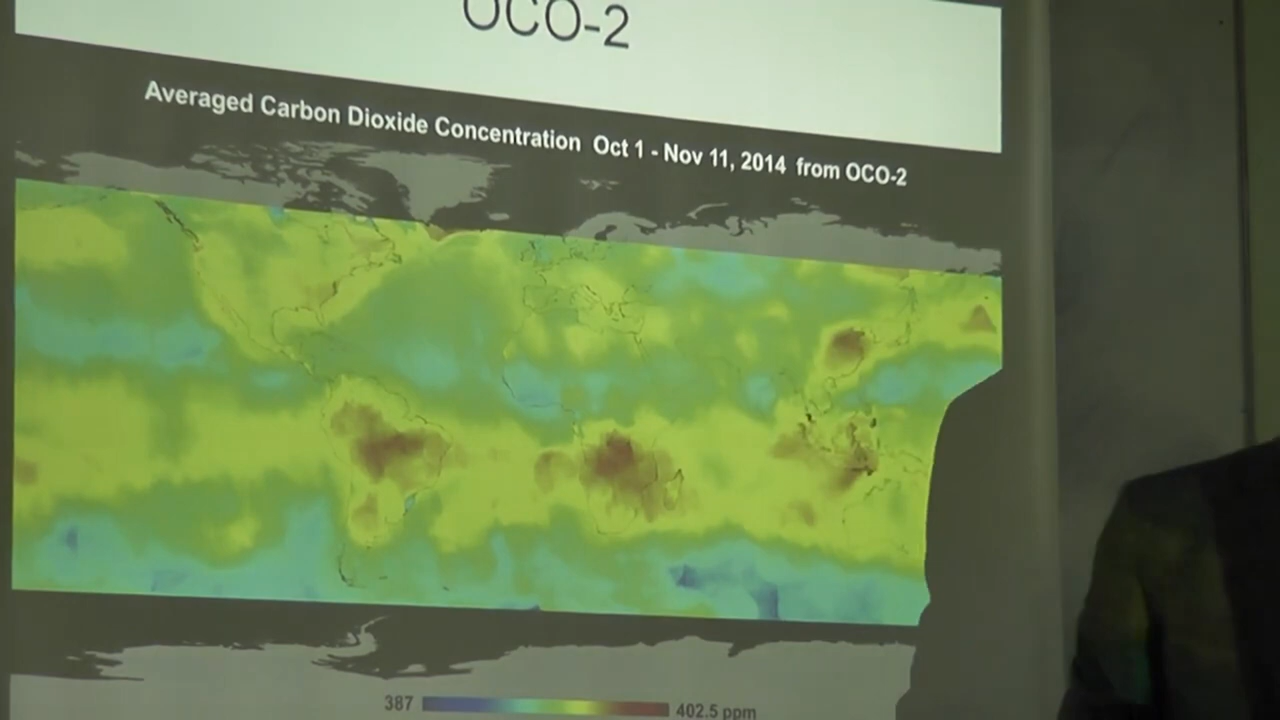 OCO-2
Averaged Carbon Dioxide Concentration Oct 1 - Nov 11, 2014 from OCO-2
387 402.5 ppm